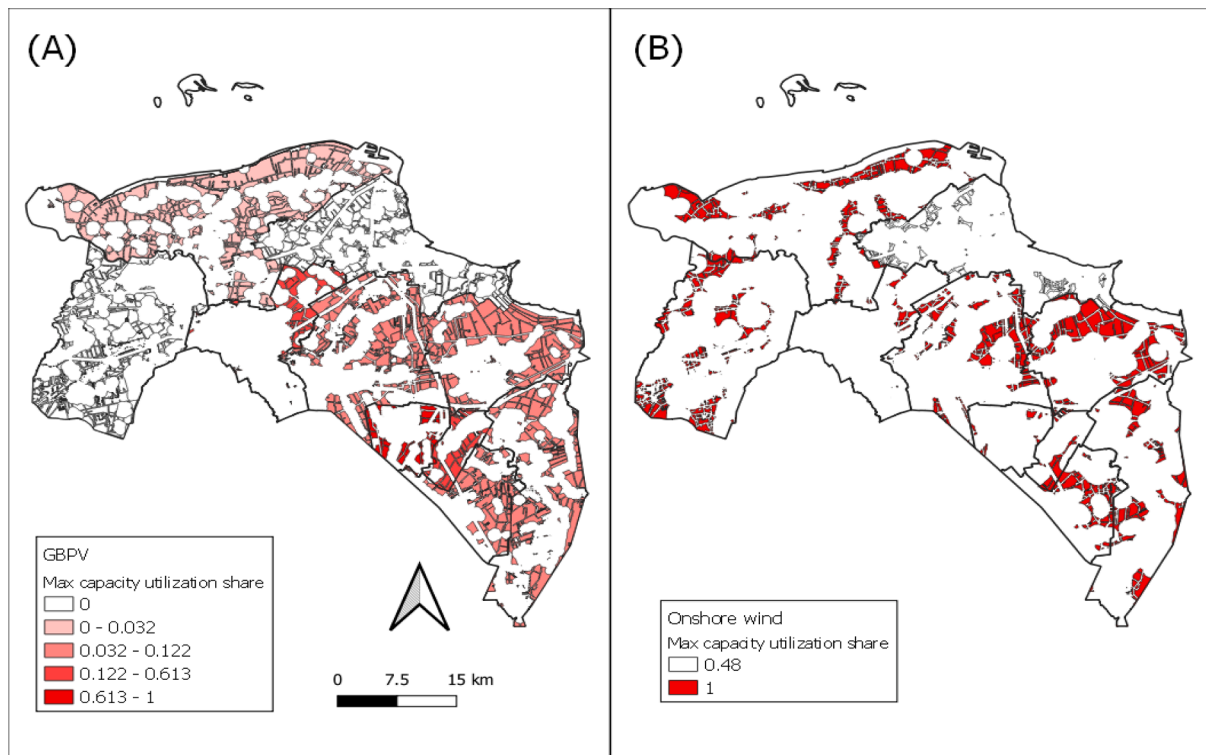 (A)
GBPV
Max capacity utilization share
0
0 - 0.032
0.032 - 0.122
0.122 - 0.613
0.613 - 1
0 7.5 15 km
(B)
Onshore wind
Max capacity utilization share
0.48
1